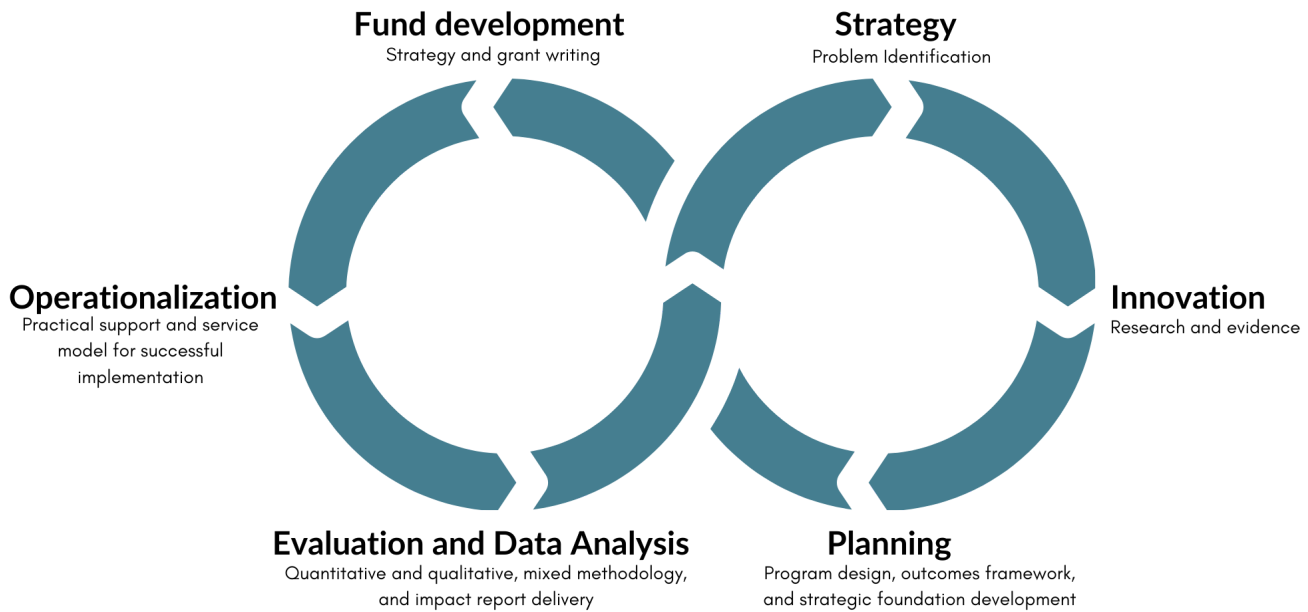 Fund development
Strategy and grant writing
Strategy
Problem Identification
Operationalization
Practical support and service
model for successful
implementation
Innovation
Research and evidence
Evaluation and Data Analysis
Quantitative and qualitative, mixed methodology,
and impact report delivery
Planning
Program design, outcomes framework,
and strategic foundation development